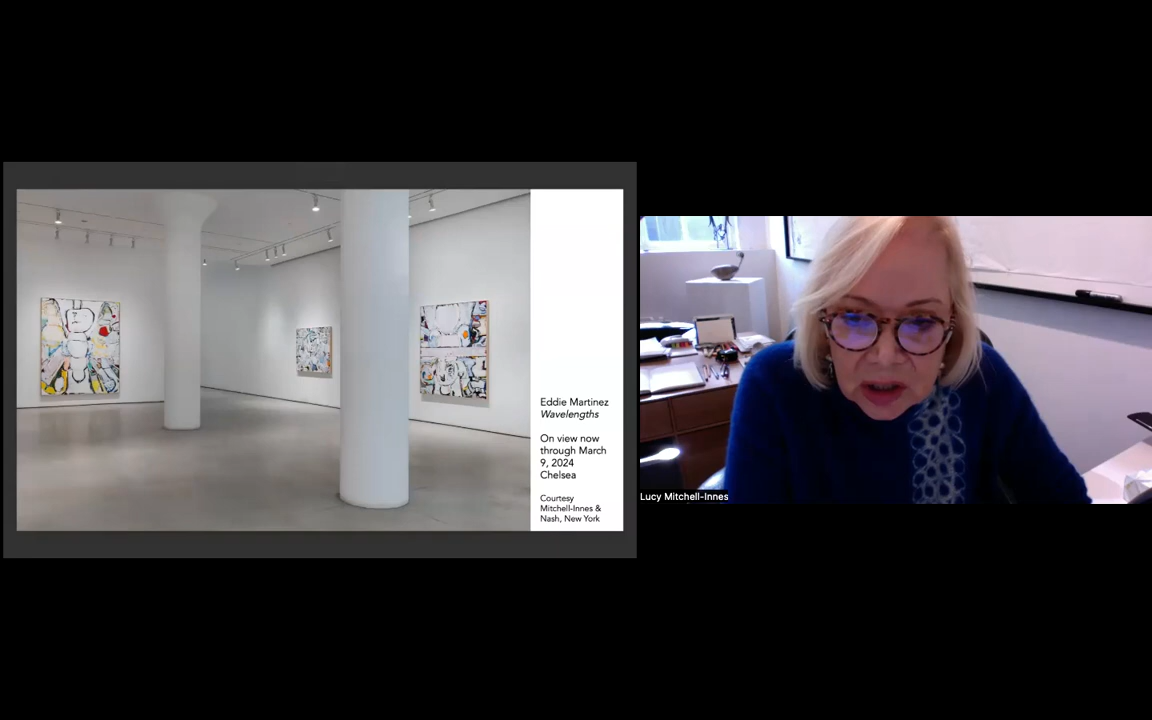 Eddie Martinez
Wavelengths
On view now
through March
9, 2024
Chelsea
Courtesy
Mitchell-Innes &
Nash, New York
Lucy Mitchell-Innes